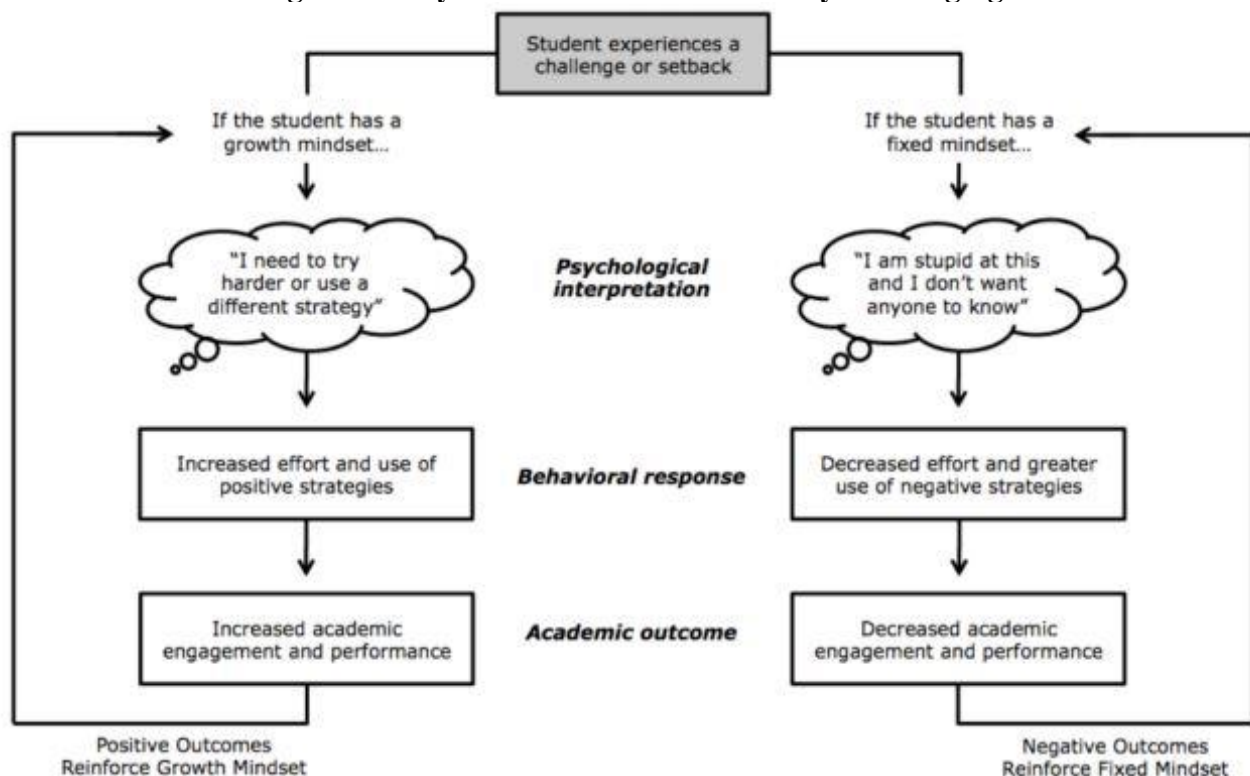 Student experiences a
challenge or setback
If the student has a
growth mindset...
If the student has a
fixed mindset...
"I need to try
harder or use a
different strategy"
Psychological
interpretation
"I am stupid at this
and I don't want
anyone to know"
Increased effort and use of
positive strategies
Behavioral response
Decreased effort and greater
use of negative strategies
Increased academic
engagement and performance
Academic outcome
Decreased academic
engagement and performance
Positive Outcomes
Reinforce Growth Mindset
Negative Outcomes
Reinforce Fixed Mindset